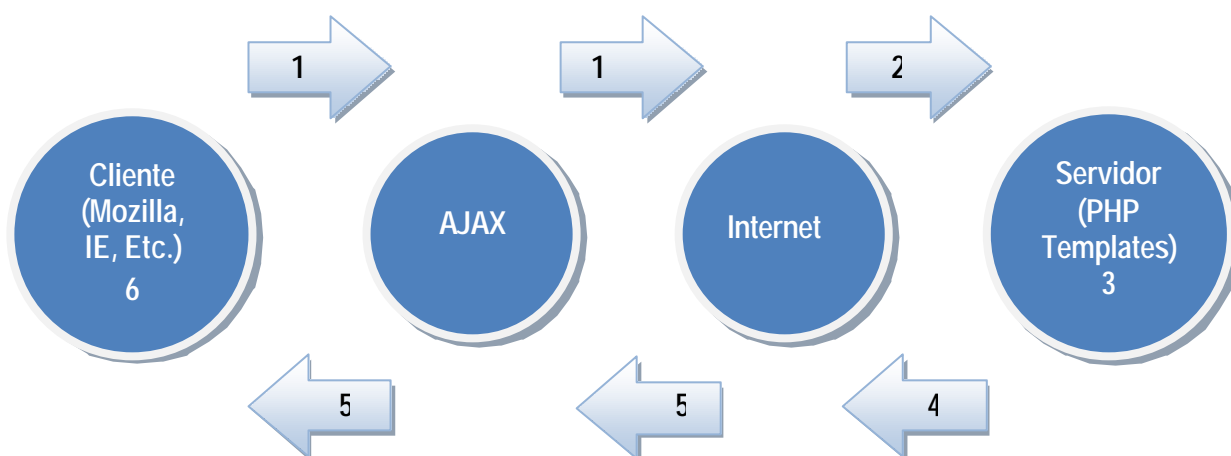 1
1
2
Cliente
(Mozilla,
IE, Etc.)
6
AJAX
Internet
Servidor
(PHP
Templates)
3
5
5
4